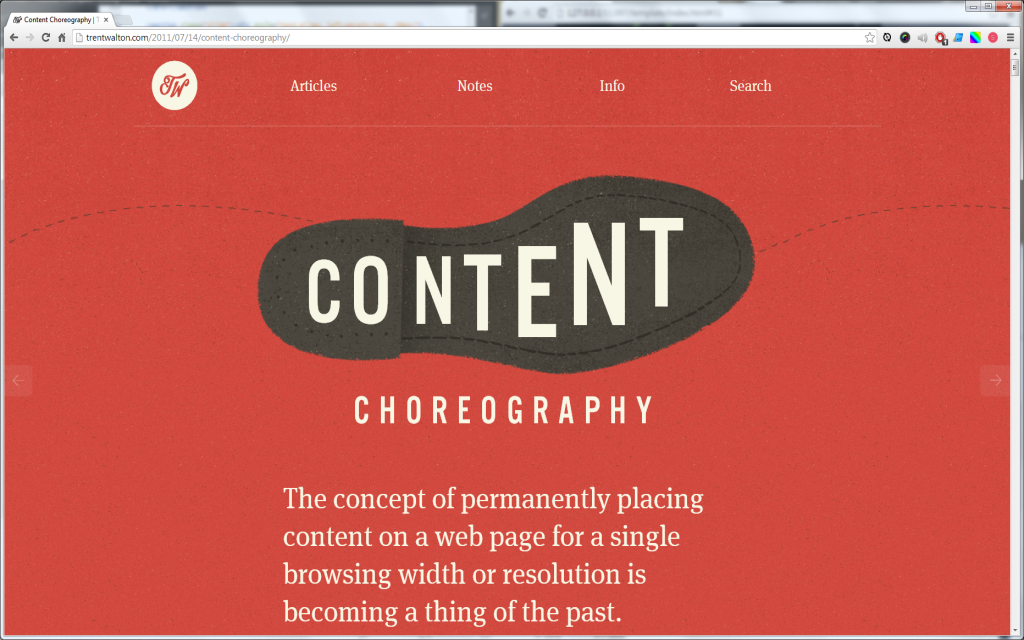 Content Choreography | T
trentwalton.com/2011/07/14/content-choreography/
TW
Articles Notes Info Search
CONTENT
CHOREOGRAPHY
The concept of permanently placing
content on a web page for a single
browsing width or resolution is
becoming a thing of the past.